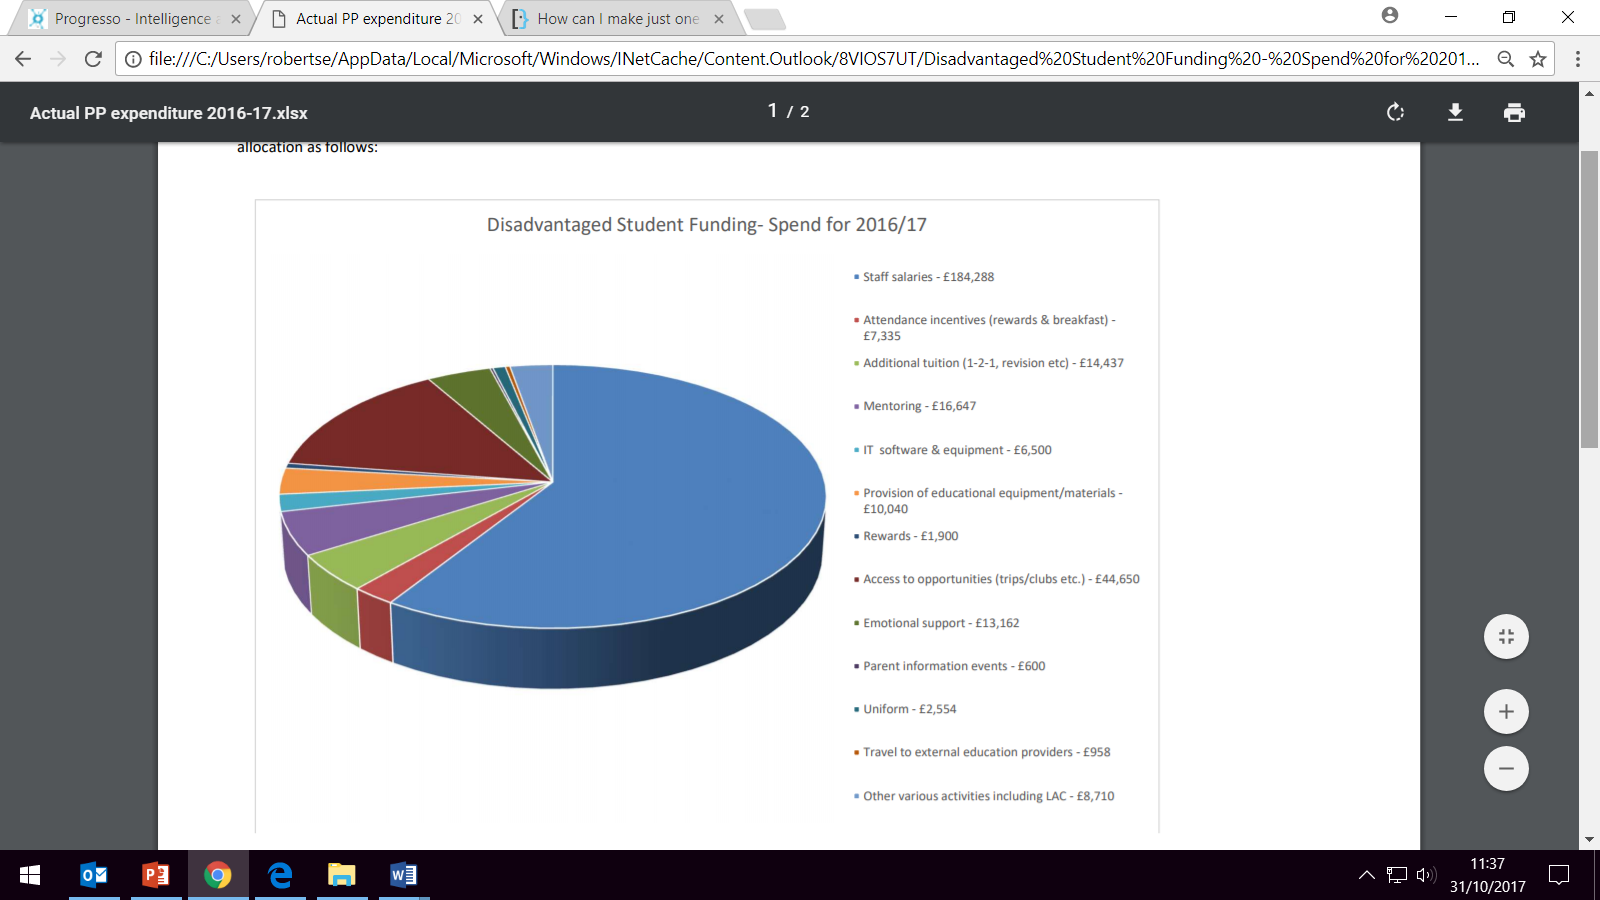 Progresso - Intelligence a
Actual PP expenditure 20
How can I make just one
file:///C:/Users/robertse/AppData/Local/Microsoft/Windows/INetCache/Content.Outlook/8VIOS7UT/Disadvantaged%20Student%20Funding%20-%20Spend%20for%20201...
Actual PP expenditure 2016-17.xlsx
1 / 2
allocation as follows:
Disadvantaged Student Funding- Spend for 2016/17
Staff salaries - £184,288
Attendance incentives (rewards & breakfast) -
£7,335
Additional tuition (1-2-1, revision etc) - £14,437
Mentoring - £16,647
IT software & equipment - £6,500
Provision of educational equipment/materials -
£10,040
Rewards - £1,900
Access to opportunities (trips/clubs etc.) - £44,650
Emotional support - £13,162
Parent information events - £600
Uniform - £2,554
Travel to external education providers - £958
Other various activities including LAC - £8,710
11:37
31/10/2017